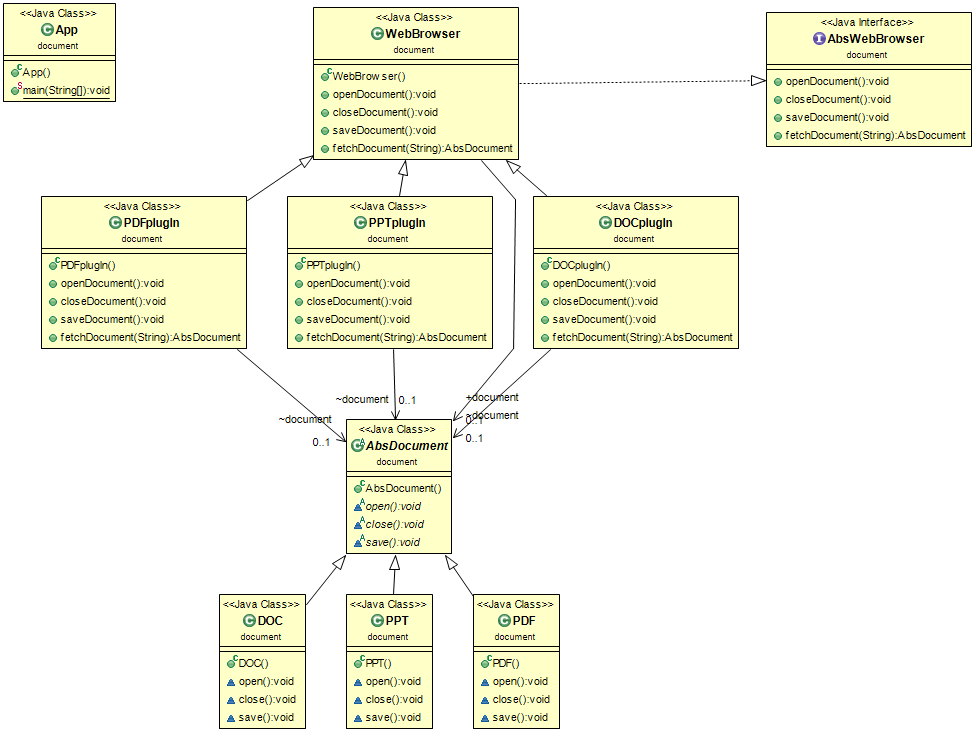 <<Java Class>>
App
document
App()
main(String[]):void
<<Java Class>>
WebBrowser
document
WebBrowser()
openDocument():void
closeDocument():void
saveDocument():void
fetchDocument(String):AbsDocument
<<Java Interface>>
AbsWebBrowser
document
openDocument():void
closeDocument():void
saveDocument():void
fetchDocument(String):AbsDocument
<<Java Class>>
PDFplugIn
document
PDFplugIn()
openDocument():void
closeDocument():void
saveDocument():void
fetchDocument(String):AbsDocument
<<Java Class>>
PPTplugIn
document
PPTplugIn()
openDocument():void
closeDocument():void
saveDocument():void
fetchDocument(String):AbsDocument
<<Java Class>>
DOCplugIn
document
DOCplugIn()
openDocument():void
closeDocument():void
saveDocument():void
fetchDocument(String):AbsDocument
~document
0..1
~document
0..1
+document
0..1
~document
0..1
<<Java Class>>
AbsDocument
document
AbsDocument()
open():void
close():void
save():void
<<Java Class>>
DOC
document
DOC()
open():void
close():void
save():void
<<Java Class>>
PPT
document
PPT()
open():void
close():void
save():void
<<Java Class>>
PDF
document
PDF()
open():void
close():void
save():void